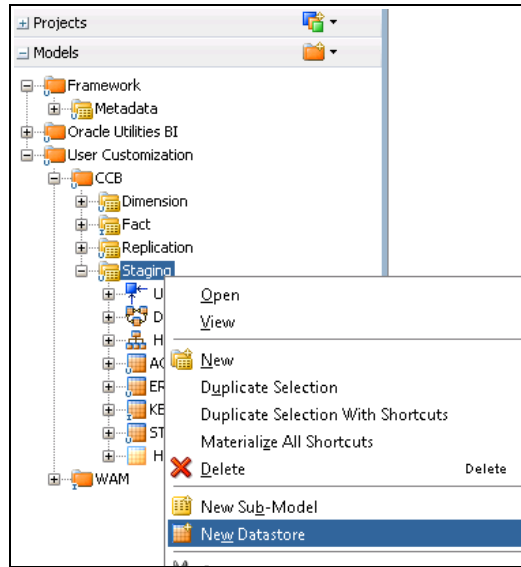 Projects
Models
Framework
Metadata
Oracle Utilities BI
User Customization
CCB
Dimension
Fact
Replication
Staging
U
Open
D
View
H
AC
New
ER
Duplicate Selection
KE
Duplicate Selection With Shortcuts
ST
Materialize All Shortcuts
H
Delete Delete
WAM
New Sub-Model
New Datastore